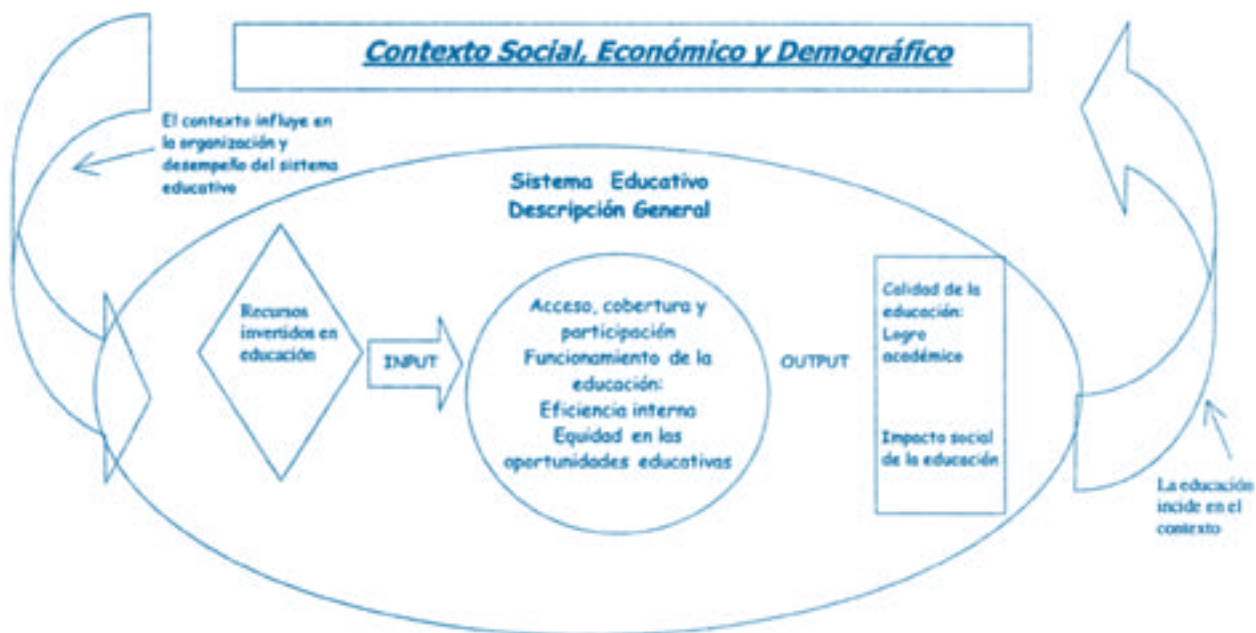 Contexto Social, Económico y Demográfico
El contexto influye en
la organización y
desempeño del sistema
educativo
Sistema Educativo
Descripción General
Recursos
invertidos en
educación
INPUT
Acceso, cobertura y
participación
Funcionamiento de la
educación:
Eficiencia interna
Equidad en las
oportunidades educativas
OUTPUT
Calidad de la
educación:
Logro
académico
Impacto social
de la educación
La educación
incide en el
contexto